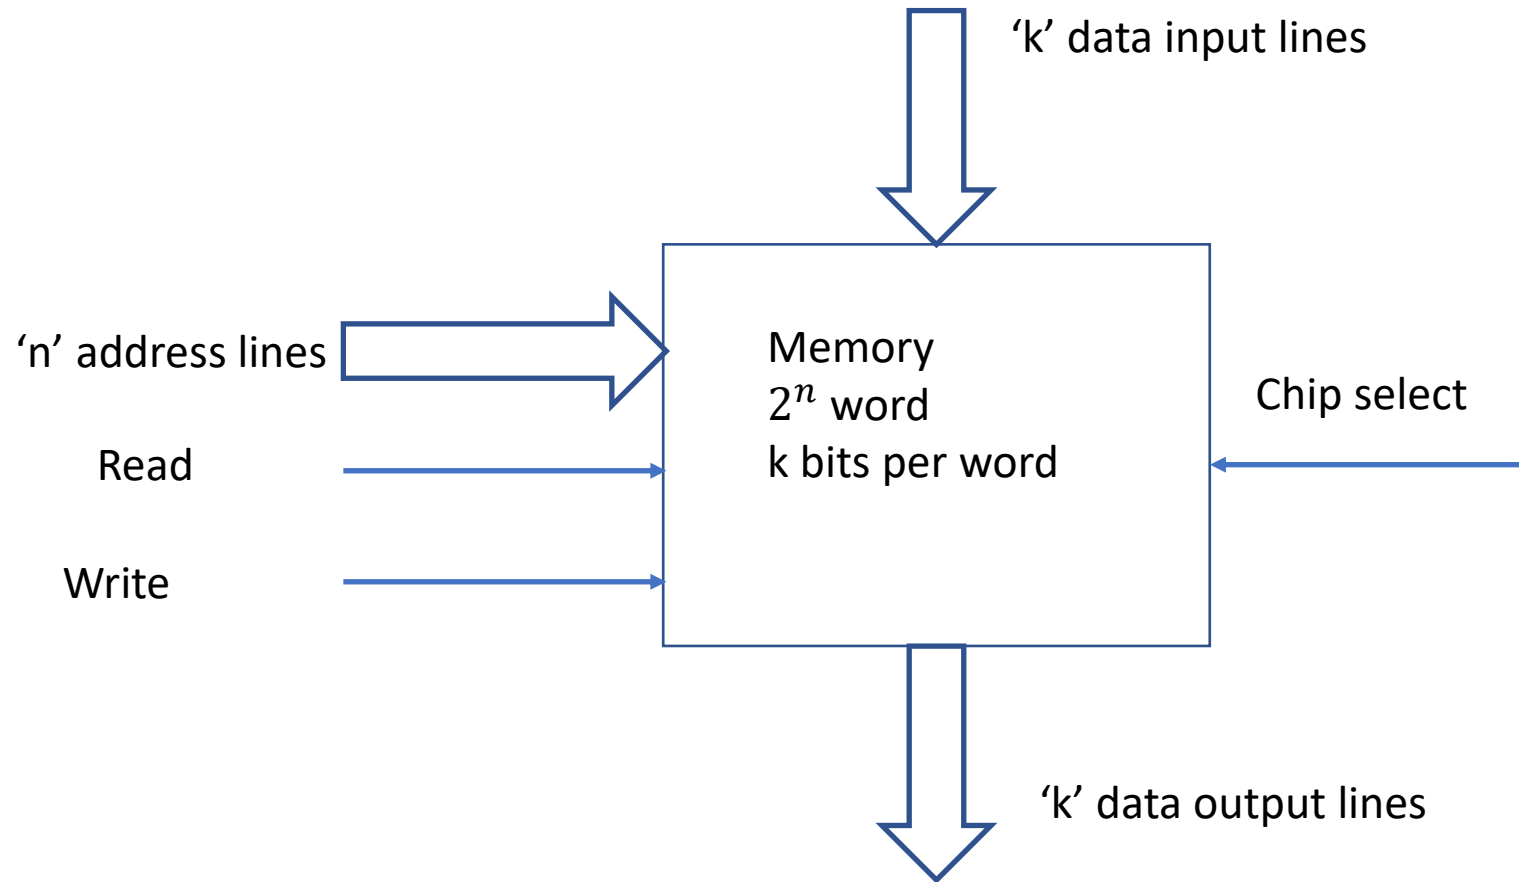 ‘k’ data input lines
‘n’ address lines
Memory
2ⁿ word
k bits per word
Chip select
Read
Write
‘k’ data output lines